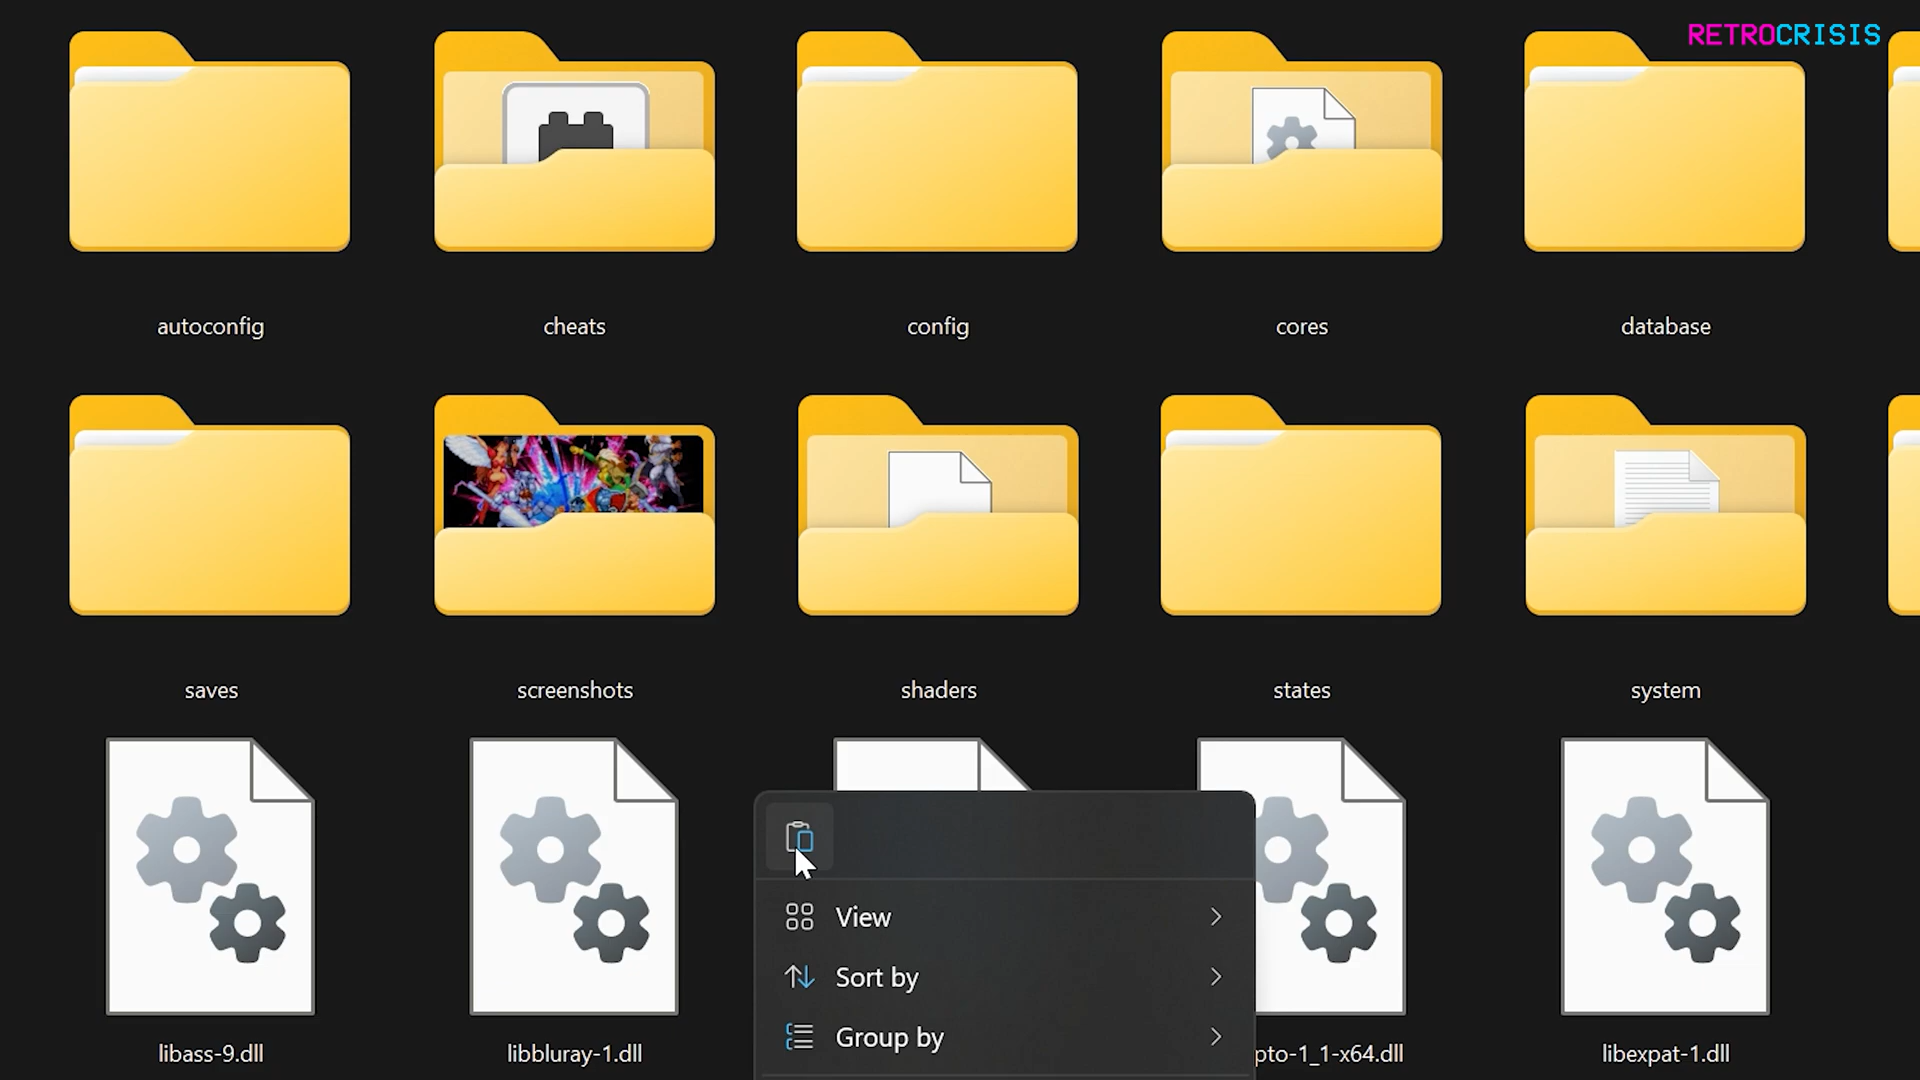 RETROCRISIS
autoconfig
cheats
config
cores
database
saves
screenshots
shaders
states
system
View
Sort by
Group by
libass-9.dll
libbluray-1.dll
pto-1_1-x64.dll
libexpat-1.dll